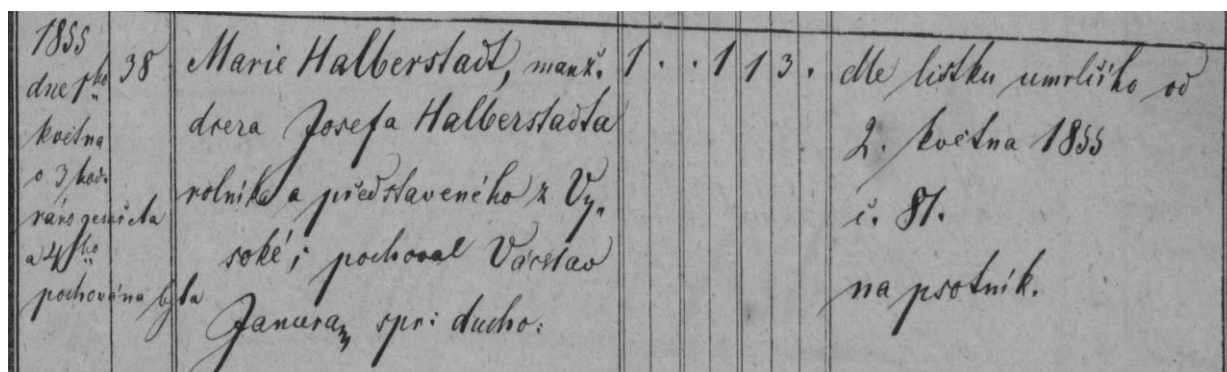 1855
dne 1ho
května
o 3 hod.
ráno zemřela
a 4ho
pochována byla
38
Marie Halberstadt, manž.
dcera Josefa Halberstadta
rolníka a představeného z Vy„
soké; pochoval Václav
Janura, spri: ducho:
1 . . 1 1 3 .
dle lístku umrlčího od
2. května 1855
č. 81.
na psotník.